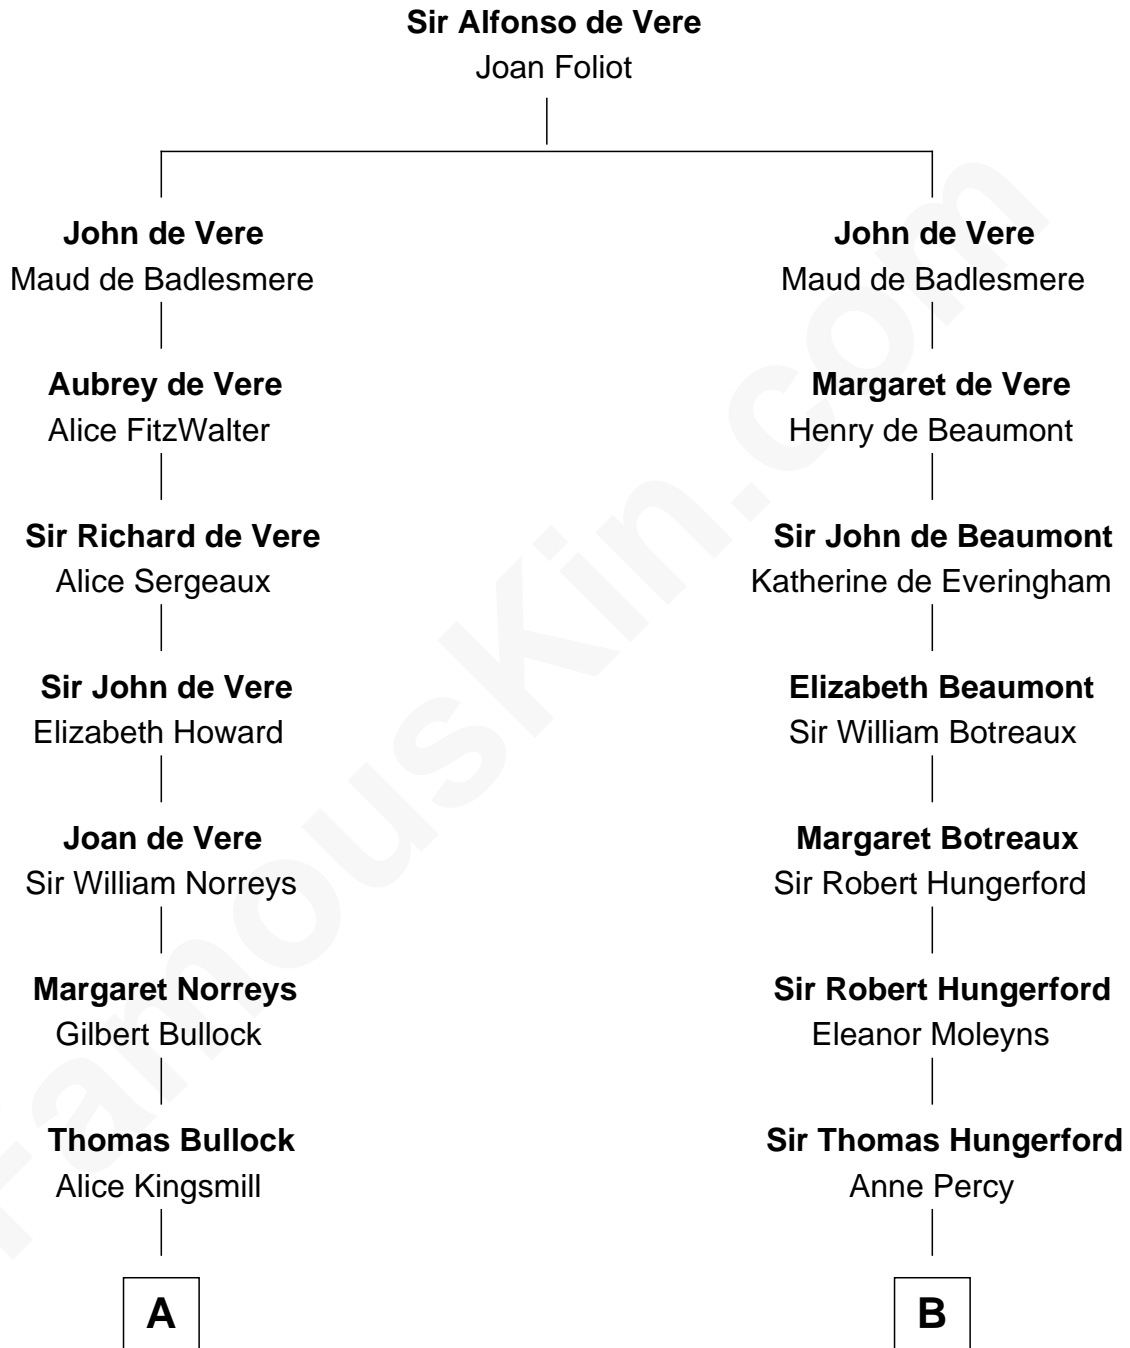 Sir Alfonso de Vere
Joan Foliot
John de Vere
Maud de Badlesmere
John de Vere
Maud de Badlesmere
Aubrey de Vere
Alice FitzWalter
Margaret de Vere
Henry de Beaumont
Sir Richard de Vere
Alice Sergeaux
Sir John de Beaumont
Katherine de Everingham
Sir John de Vere
Elizabeth Howard
Elizabeth Beaumont
Sir William Botreaux
Joan de Vere
Sir William Norreys
Margaret Botreaux
Sir Robert Hungerford
Margaret Norreys
Gilbert Bullock
Sir Robert Hungerford
Eleanor Moleyns
Thomas Bullock
Alice Kingsmill
Sir Thomas Hungerford
Anne Percy
A
B
FamousKin.com